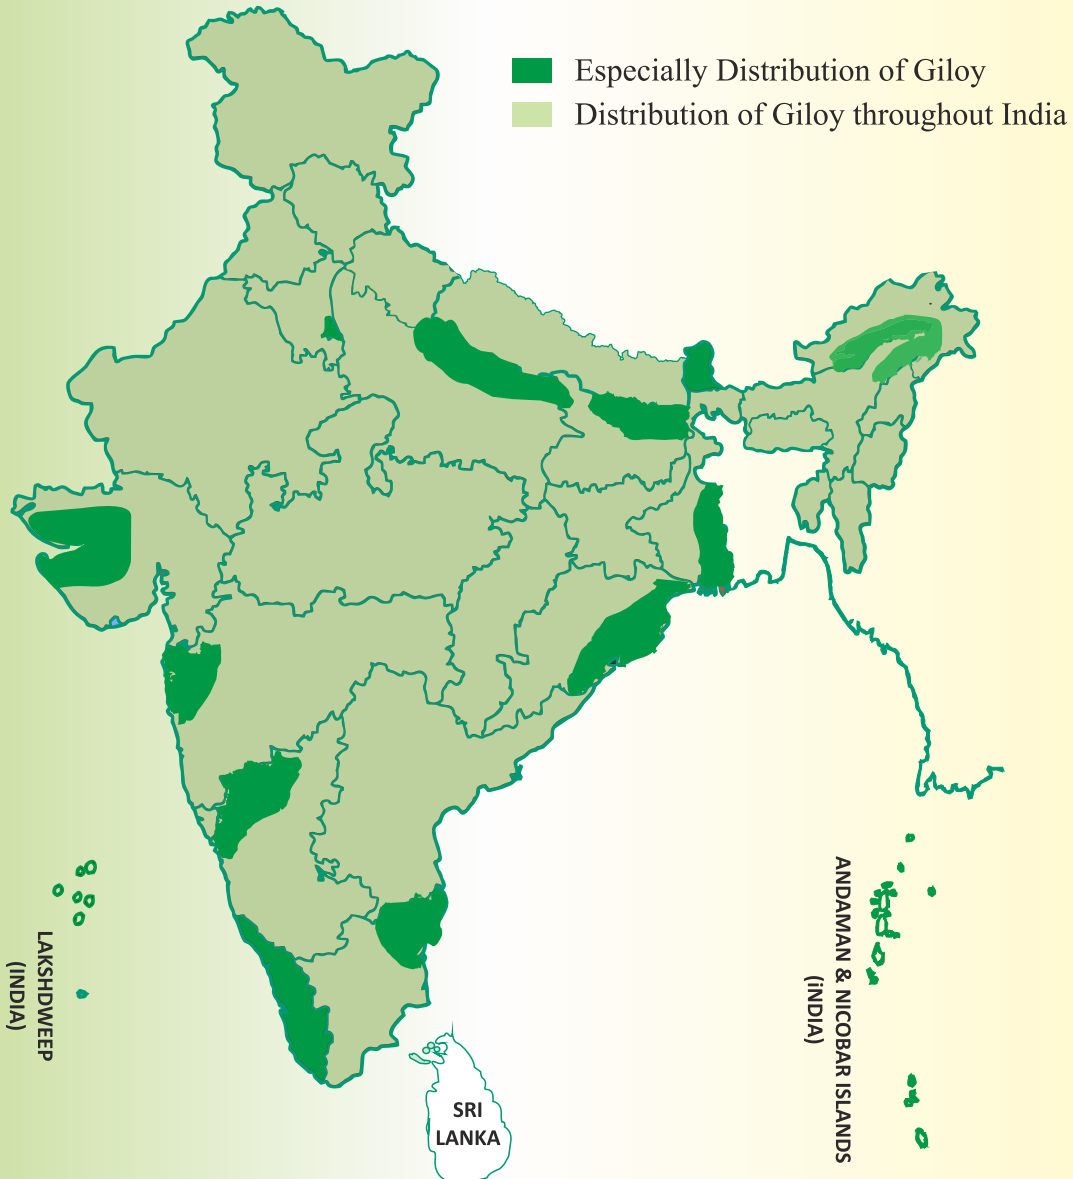 Especially Distribution of Giloy
Distribution of Giloy throughout India
LAKSHDWEEP
(INDIA)
ANDAMAN & NICOBAR ISLANDS
(iNDIA)
SRI
LANKA